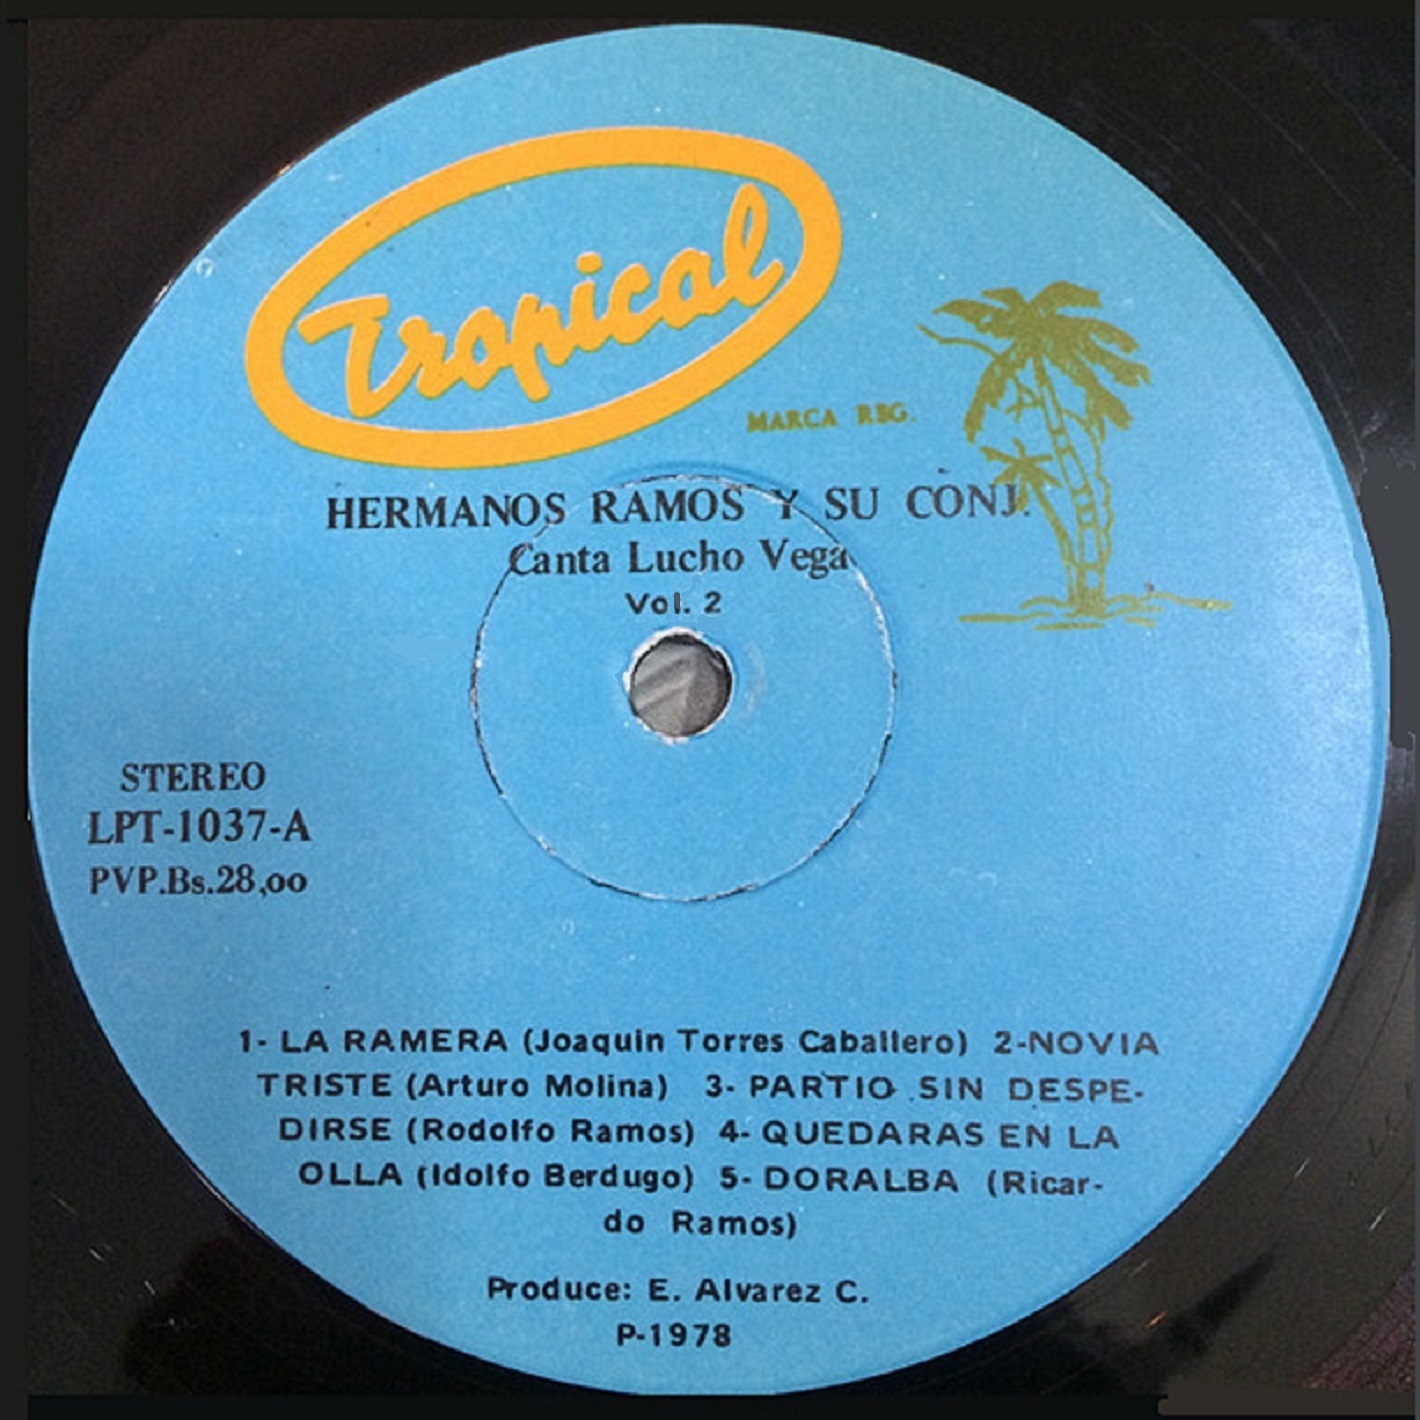 Tropical
MARCA REG.
HERMANOS RAMOS Y SU CONJ.
Canta Lucho Vega
Vol. 2
STEREO
LPT-1037-A
PVP.Bs.28,oo
1- LA RAMERA (Joaquin Torres Caballero) 2-NOVIA
TRISTE (Arturo Molina) 3- PARTIO SIN DESPE-
DIRSE (Rodolfo Ramos) 4- QUEDARAS EN LA
OLLA (Idolfo Berdugo) 5- DORALBA (Ricar-
do Ramos)
Produce: E. Alvarez C.
P-1978